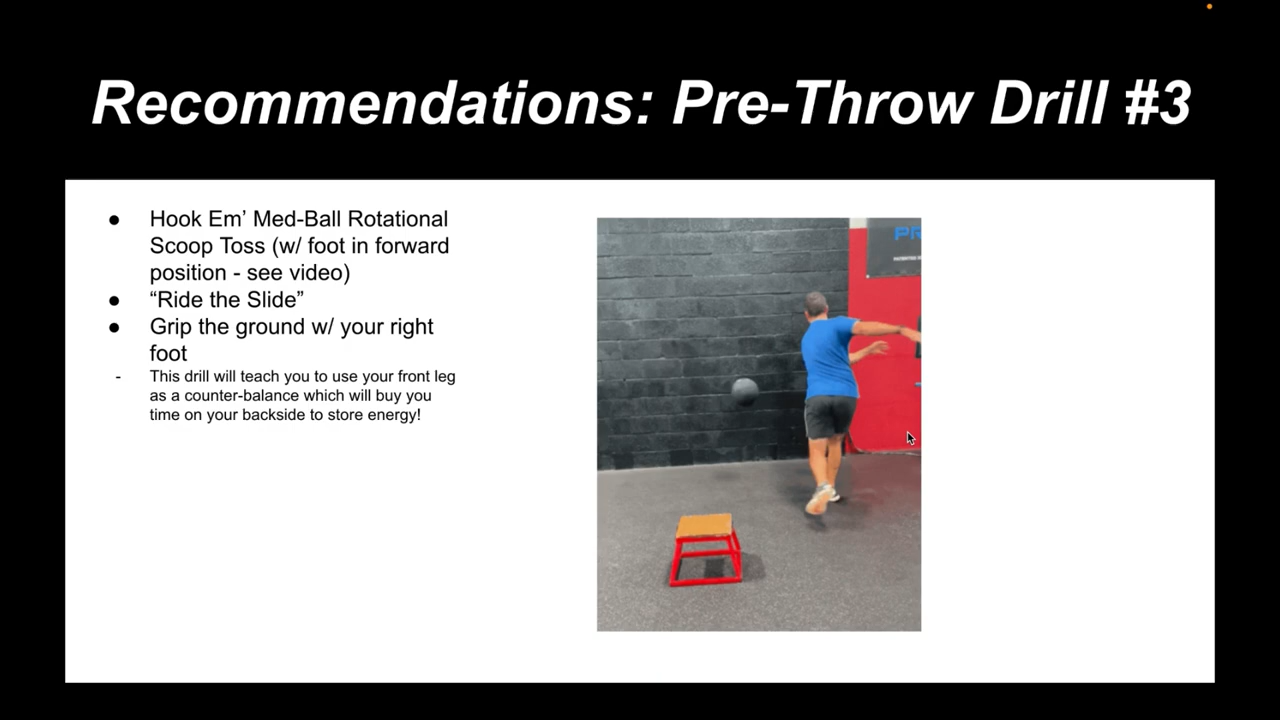 Recommendations: Pre-Throw Drill #3
● Hook Em’ Med-Ball Rotational
Scoop Toss (w/ foot in forward
position - see video)
● “Ride the Slide”
● Grip the ground w/ your right
foot
- This drill will teach you to use your front leg
as a counter-balance which will buy you
time on your backside to store energy!
PR